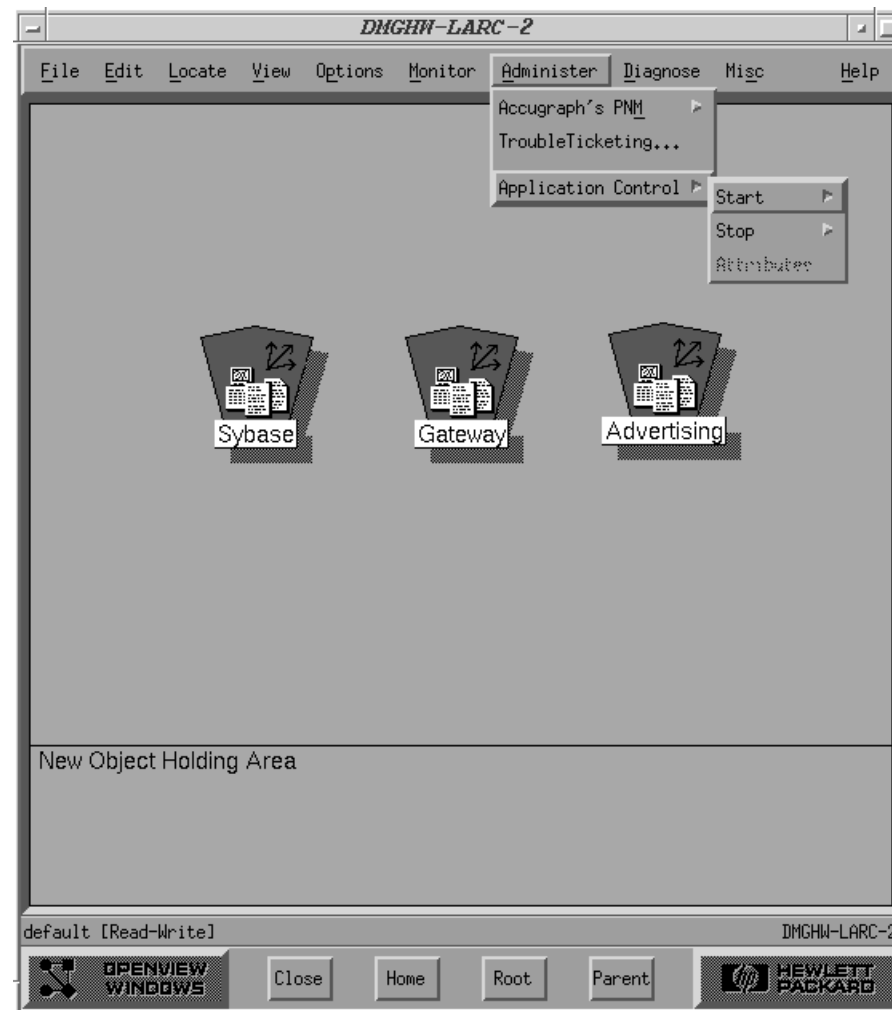 DMGHW-LARC-2
File Edit Locate View Options Monitor Administer Diagnose Misc Help
Accugraph's PNM
TroubleTicketing...
Application Control
Start
Stop
Attributes
Sybase
Gateway
Advertising
New Object Holding Area
default [Read-Write]
DMGHW-LARC-2
OPENVIEW
WINDOWS
Close
Home
Root
Parent
hp
HEWLETT
PACKARD